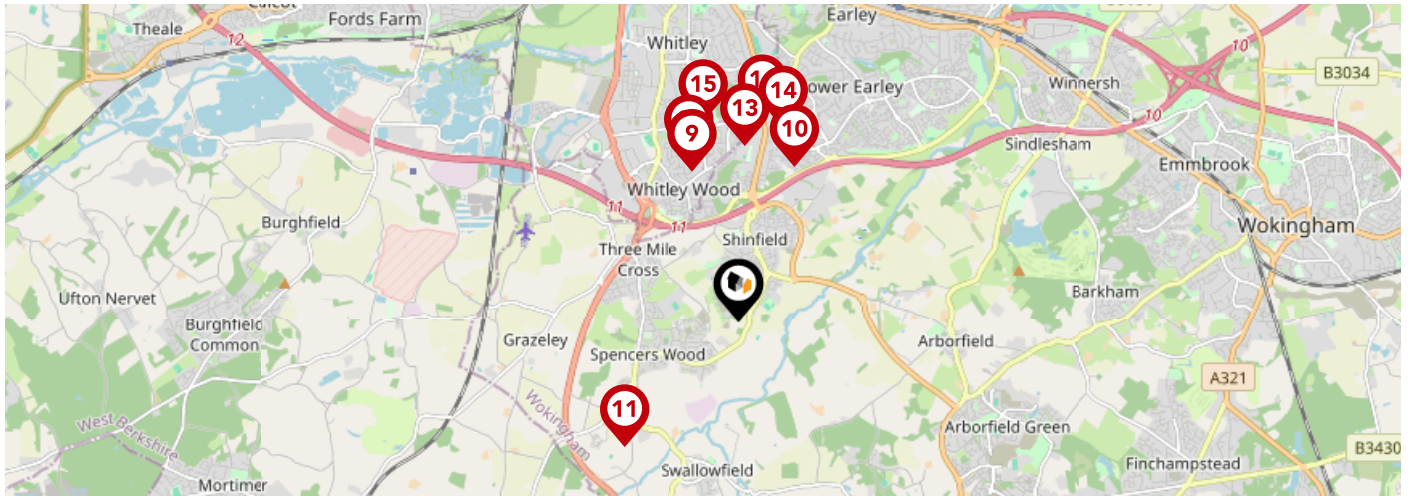 Fords Farm
Earley
Theale
12
Whitley
10
B3034
15
14
Winnersh
13
ower Earley
9
10
10
Sindlesham
Emmbrook
Whitley Wood
11
11
Burghfield
Wokingham
Shinfield
Three Mile
Cross
Ufton Nervet
Barkham
Burghfield
Common
Grazeley
Arborfield
Spencers Wood
A321
Wokingham
11
West Berkshire
Arborfield Green
B3430
Swallowfield
Finchampstead
Mortimer